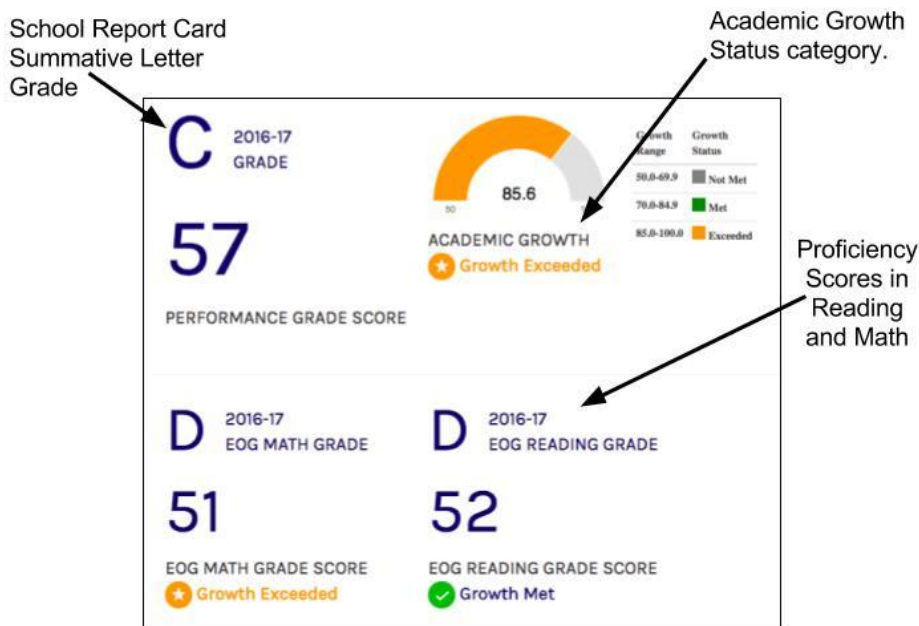 School Report Card
Summative Letter
Grade
Academic Growth
Status category.
C
2016-17
GRADE
57
PERFORMANCE GRADE SCORE
85.6
50
ACADEMIC GROWTH
Growth Exceeded
Growth
Range
Growth
Status
50.0-69.9 Not Met
70.0-84.9 Met
85.0-100.0 Exceeded
Proficiency
Scores in
Reading
and Math
D
2016-17
EOG MATH GRADE
51
EOG MATH GRADE SCORE
Growth Exceeded
D
2016-17
EOG READING GRADE
52
EOG READING GRADE SCORE
Growth Met